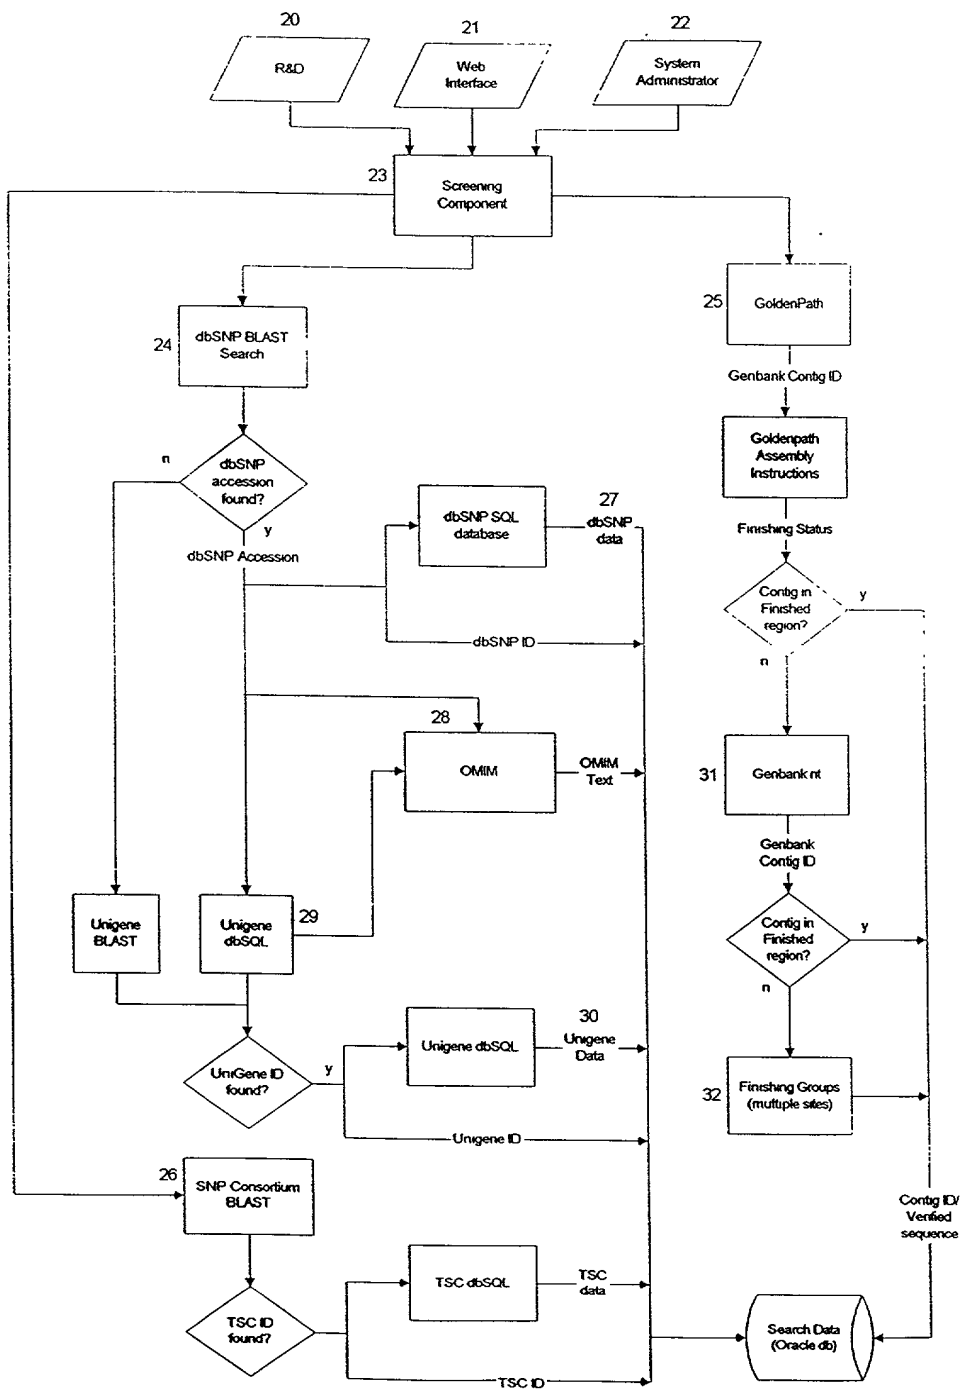 20
21
22
R&D
Web
Interface
System
Administrator
23
Screening
Component
25
GoldenPath
24
dbSNP BLAST
Search
Genbank Contig ID
Goldenpath
Assembly
Instructions
n
dbSNP
accession
found?
y
dbSNP Accession
dbSNP SQL
database
27
dbSNP
data
Finishing Status
Contig in
Finished
region?
y
n
dbSNP ID
28
OMIM
OMIM
Text
31
Genbank nt
Genbank
Contig ID
Unigene
BLAST
Unigene
dbSQL
29
Contig in
Finished
region?
y
n
30
Unigene dbSQL
Unigene
Data
UniGene ID
found?
y
32
Finishing Groups
(multiple sites)
Unigene ID
26
SNP Consortium
BLAST
Contig ID/
Verified
sequence
TSC dbSQL
TSC
data
TSC ID
found?
Search Data
(Oracle db)
TSC ID